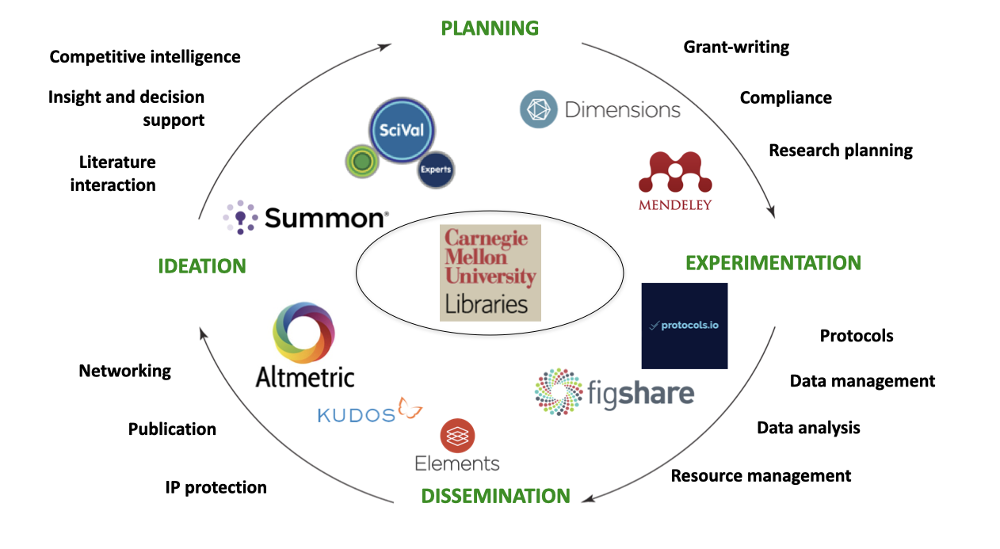 PLANNING
Competitive intelligence
Insight and decision
support
Literature
interaction
Grant-writing
Compliance
Research planning
SciVal
Experts
Dimensions
MENDELEY
Summon®
IDEATION
Carnegie
Mellon
University
Libraries
EXPERIMENTATION
protocols.io
Altmetric
figshare
KUDOS
Elements
Networking
Publication
IP protection
Protocols
Data management
Data analysis
Resource management
DISSEMINATION